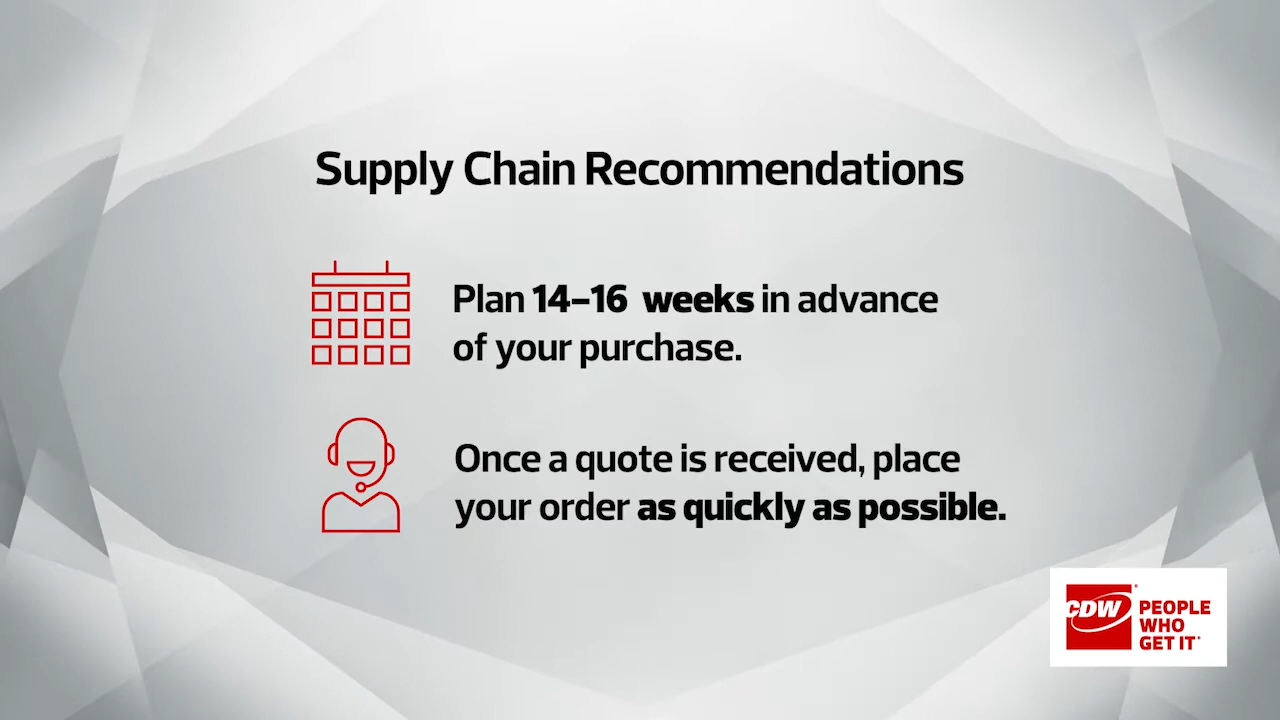 Supply Chain Recommendations
Plan 14–16 weeks in advance
of your purchase.
Once a quote is received, place
your order as quickly as possible.
CDW®
PEOPLE
WHO
GET IT®